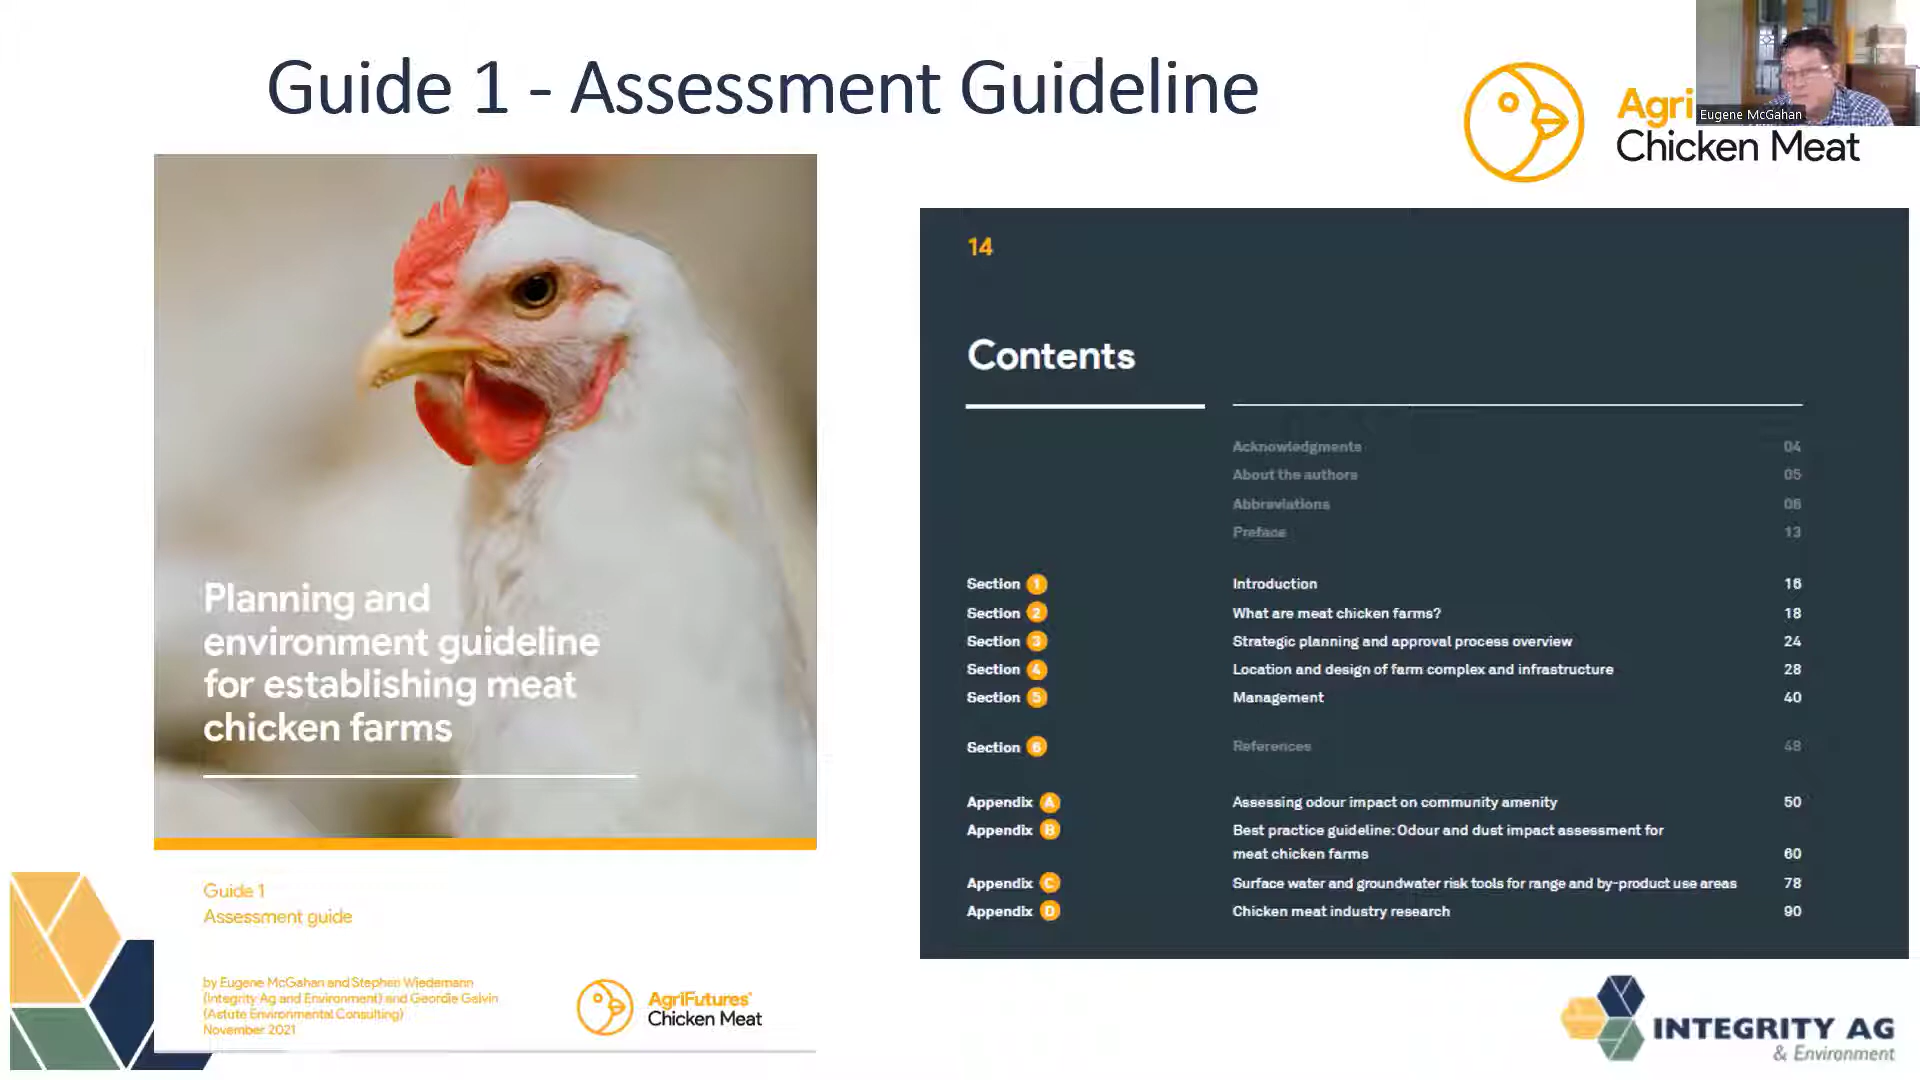 Guide 1 - Assessment Guideline
Agri
Chicken Meat
Eugene McGahan
Planning and
environment guideline
for establishing meat
chicken farms
Guide 1
Assessment guide
by Eugene McGahan and Stephen Wiedemann
(Integrity Ag and Environment) and Geordie Galvin
(Astute Environmental Consulting)
November 2021
AgriFutures®
Chicken Meat
14
Contents
Acknowledgments 04
About the authors 05
Abbreviations 06
Preface 13
Section 1 Introduction 16
Section 2 What are meat chicken farms? 18
Section 3 Strategic planning and approval process overview 24
Section 4 Location and design of farm complex and infrastructure 28
Section 5 Management 40
Section 6 References 48
Appendix A Assessing odour impact on community amenity 50
Appendix B Best practice guideline: Odour and dust impact assessment for
meat chicken farms 60
Appendix C Surface water and groundwater risk tools for range and by-product use areas 78
Appendix D Chicken meat industry research 90
INTEGRITY AG
& Environment